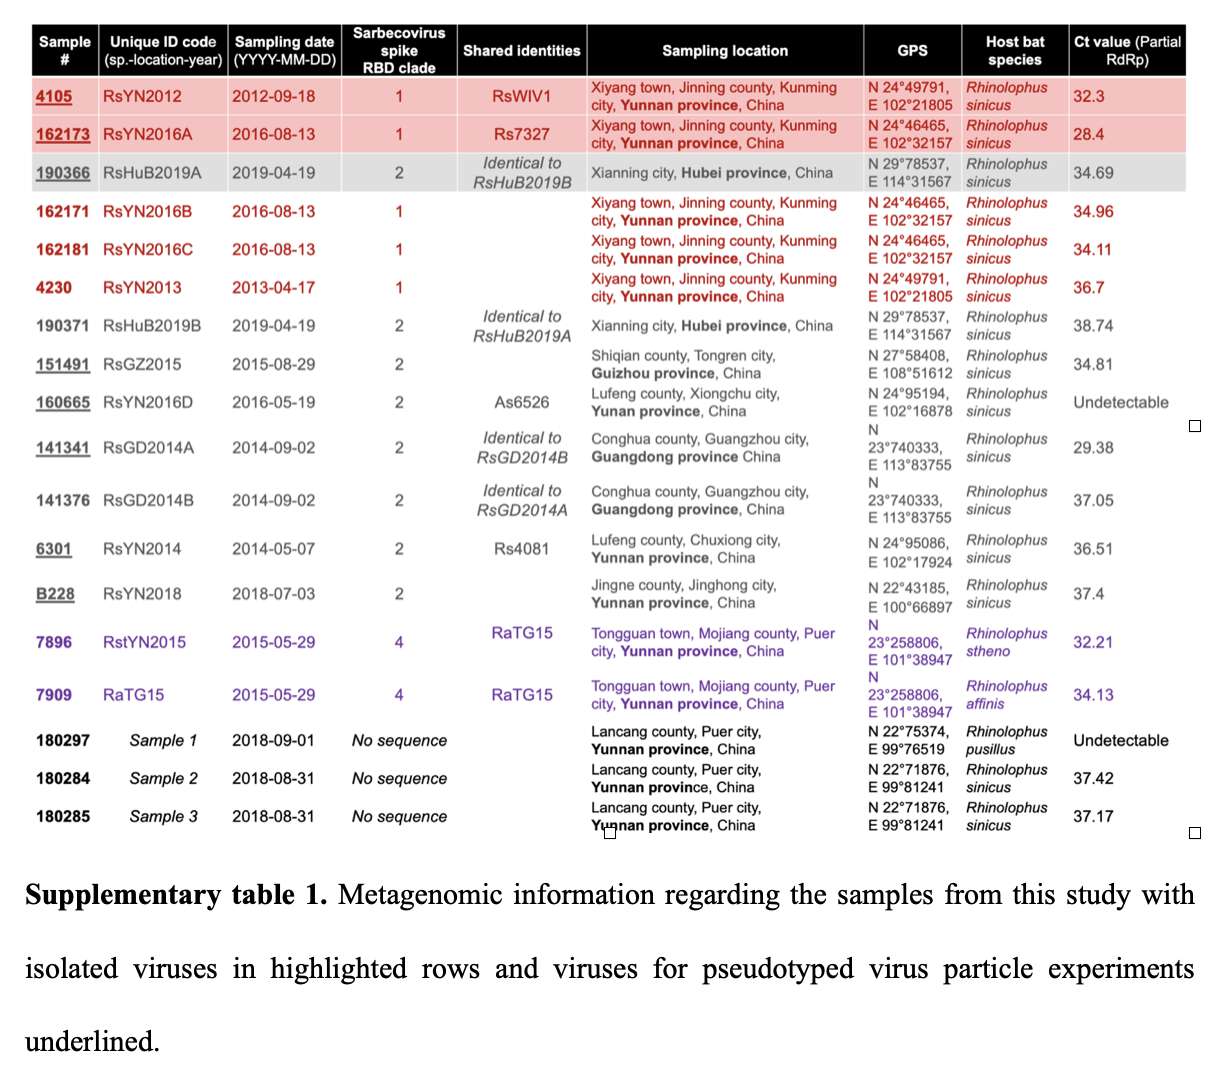 Sample # | Unique ID code (sp.-location-year) | Sampling date (YYYY-MM-DD) | Sarbecovirus spike RBD clade | Shared identities | Sampling location | GPS | Host bat species | Ct value (Partial RdRp)
4105 | RsYN2012 | 2012-09-18 | 1 | RsWIV1 | Xiyang town, Jinning county, Kunming city, Yunnan province, China | N 24°49791, E 102°21805 | Rhinolophus sinicus | 32.3
162173 | RsYN2016A | 2016-08-13 | 1 | Rs7327 | Xiyang town, Jinning county, Kunming city, Yunnan province, China | N 24°46465, E 102°32157 | Rhinolophus sinicus | 28.4
190366 | RsHuB2019A | 2019-04-19 | 2 | Identical to RsHuB2019B | Xianning city, Hubei province, China | N 29°78537, E 114°31567 | Rhinolophus sinicus | 34.69
162171 | RsYN2016B | 2016-08-13 | 1 | | Xiyang town, Jinning county, Kunming city, Yunnan province, China | N 24°46465, E 102°32157 | Rhinolophus sinicus | 34.96
162181 | RsYN2016C | 2016-08-13 | 1 | | Xiyang town, Jinning county, Kunming city, Yunnan province, China | N 24°46465, E 102°32157 | Rhinolophus sinicus | 34.11
4230 | RsYN2013 | 2013-04-17 | 1 | | Xiyang town, Jinning county, Kunming city, Yunnan province, China | N 24°49791, E 102°21805 | Rhinolophus sinicus | 36.7
190371 | RsHuB2019B | 2019-04-19 | 2 | Identical to RsHuB2019A | Xianning city, Hubei province, China | N 29°78537, E 114°31567 | Rhinolophus sinicus | 38.74
151491 | RsGZ2015 | 2015-08-29 | 2 | | Shiqian county, Tongren city, Guizhou province, China | N 27°58408, E 108°51612 | Rhinolophus sinicus | 34.81
160665 | RsYN2016D | 2016-05-19 | 2 | As6526 | Lufeng county, Xiongchu city, Yunan province, China | N 24°95194, E 102°16878 | Rhinolophus sinicus | Undetectable
141341 | RsGD2014A | 2014-09-02 | 2 | Identical to RsGD2014B | Conghua county, Guangzhou city, Guangdong province China | N 23°740333, E 113°83755 | Rhinolophus sinicus | 29.38
141376 | RsGD2014B | 2014-09-02 | 2 | Identical to RsGD2014A | Conghua county, Guangzhou city, Guangdong province, China | N 23°740333, E 113°83755 | Rhinolophus sinicus | 37.05
6301 | RsYN2014 | 2014-05-07 | 2 | Rs4081 | Lufeng county, Chuxiong city, Yunnan province, China | N 24°95086, E 102°17924 | Rhinolophus sinicus | 36.51
B228 | RsYN2018 | 2018-07-03 | 2 | | Jingne county, Jinghong city, Yunnan province, China | N 22°43185, E 100°66897 | Rhinolophus sinicus | 37.4
7896 | RstYN2015 | 2015-05-29 | 4 | RaTG15 | Tongguan town, Mojiang county, Puer city, Yunnan province, China | N 23°258806, E 101°38947 | Rhinolophus stheno | 32.21
7909 | RaTG15 | 2015-05-29 | 4 | RaTG15 | Tongguan town, Mojiang county, Puer city, Yunnan province, China | N 23°258806, E 101°38947 | Rhinolophus affinis | 34.13
180297 | Sample 1 | 2018-09-01 | No sequence | | Lancang county, Puer city, Yunnan province, China | N 22°75374, E 99°76519 | Rhinolophus pusillus | Undetectable
180284 | Sample 2 | 2018-08-31 | No sequence | | Lancang county, Puer city, Yunnan province, China | N 22°71876, E 99°81241 | Rhinolophus sinicus | 37.42
180285 | Sample 3 | 2018-08-31 | No sequence | | Lancang county, Puer city, Yunnan province, China | N 22°71876, E 99°81241 | Rhinolophus sinicus | 37.17
Supplementary table 1. Metagenomic information regarding the samples from this study with
isolated viruses in highlighted rows and viruses for pseudotyped virus particle experiments
underlined.